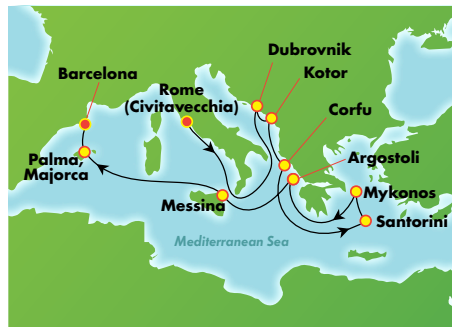 Dubrovnik
Kotor
Barcelona
Rome
(Civitavecchia)
Corfu
Argostoli
Palma,
Majorca
Mykonos
Messina
Santorini
Mediterranean Sea